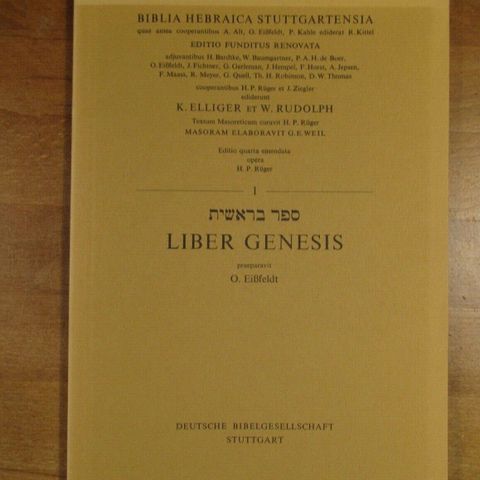 BIBLIA HEBRAICA STUTTGARTENSIA
quae antea cooperantibus A. Alt, O. Eißfeldt, P. Kahle ediderat R. Kittel
EDITIO FUNDITUS RENOVATA
adjuvantibus H. Bardtke, W. Baumgartner, P. A. H. de Boer,
O. Eißfeldt, J. Fichtner, G. Gerleman, J. Hempel, F. Horst, A. Jepsen,
F. Maass, R. Meyer, G. Quell, Th. H. Robinson, D. W. Thomas
cooperantibus H. P. Rüger et J. Ziegler
ediderunt
K. ELLIGER ET W. RUDOLPH
Textum Masoreticum curavit H. P. Rüger
MASORAM ELABORAVIT G. E. WEIL
Editio quarta emendata
opera
H. P. Rüger
1
ספר בראשית
LIBER GENESIS
praeparavit
O. Eißfeldt
DEUTSCHE BIBELGESELLSCHAFT
STUTTGART